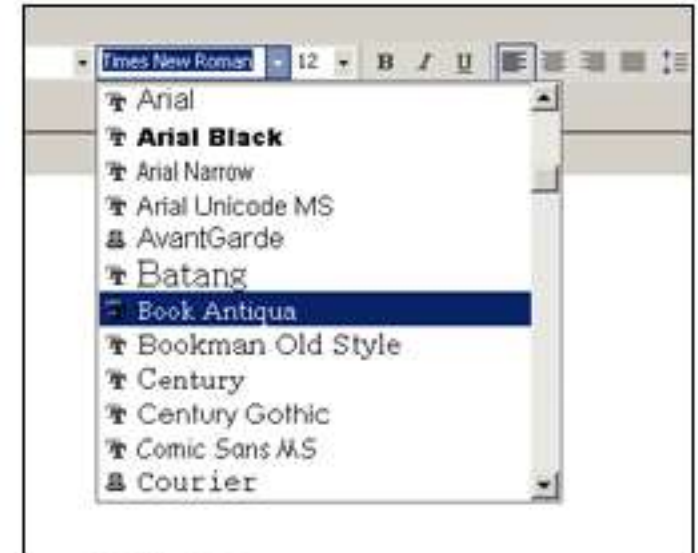 Times New Roman 12 B I U
Arial
Arial Black
Arial Narrow
Arial Unicode MS
AvantGarde
Batang
Book Antiqua
Bookman Old Style
Century
Century Gothic
Comic Sans MS
Courier